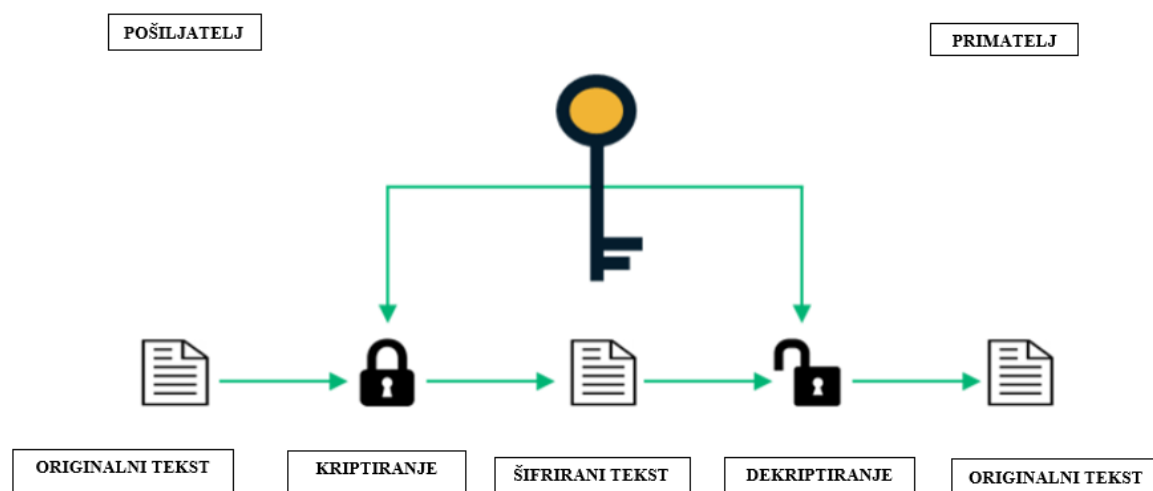 POŠILJATELJ
PRIMATELJ
ORIGINALNI TEKST
KRIPTIRANJE
ŠIFRIRANI TEKST
DEKRIPTIRANJE
ORIGINALNI TEKST